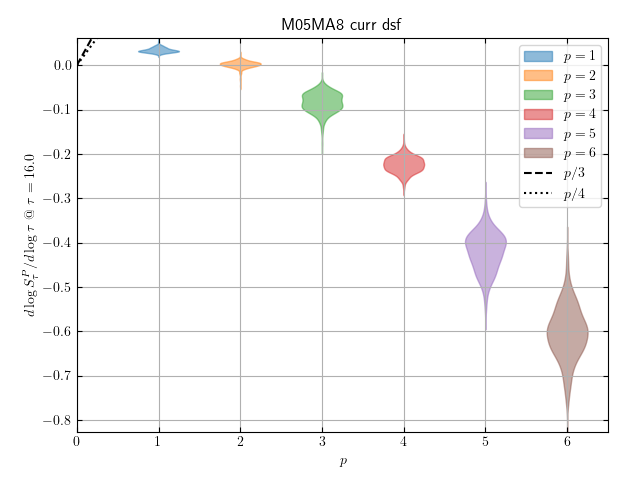 M05MA8 curr dsf
d log S_τ^P / d log τ @ τ = 16.0
0.0
−0.1
−0.2
−0.3
−0.4
−0.5
−0.6
−0.7
−0.8
p = 1
p = 2
p = 3
p = 4
p = 5
p = 6
p/3
p/4
0 1 2 3 4 5 6
p